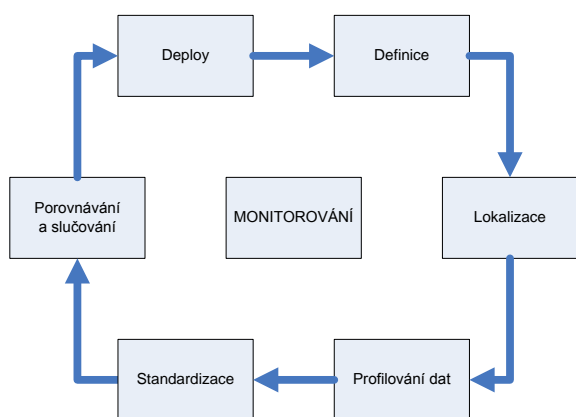 Deploy
Definice
Porovnávání
a slučování
MONITOROVÁNÍ
Lokalizace
Standardizace
Profilování dat